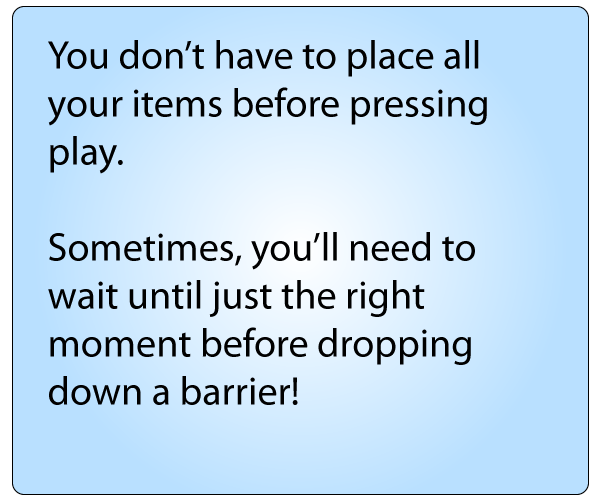 You don’t have to place all
your items before pressing
play.
Sometimes, you’ll need to
wait until just the right
moment before dropping
down a barrier!